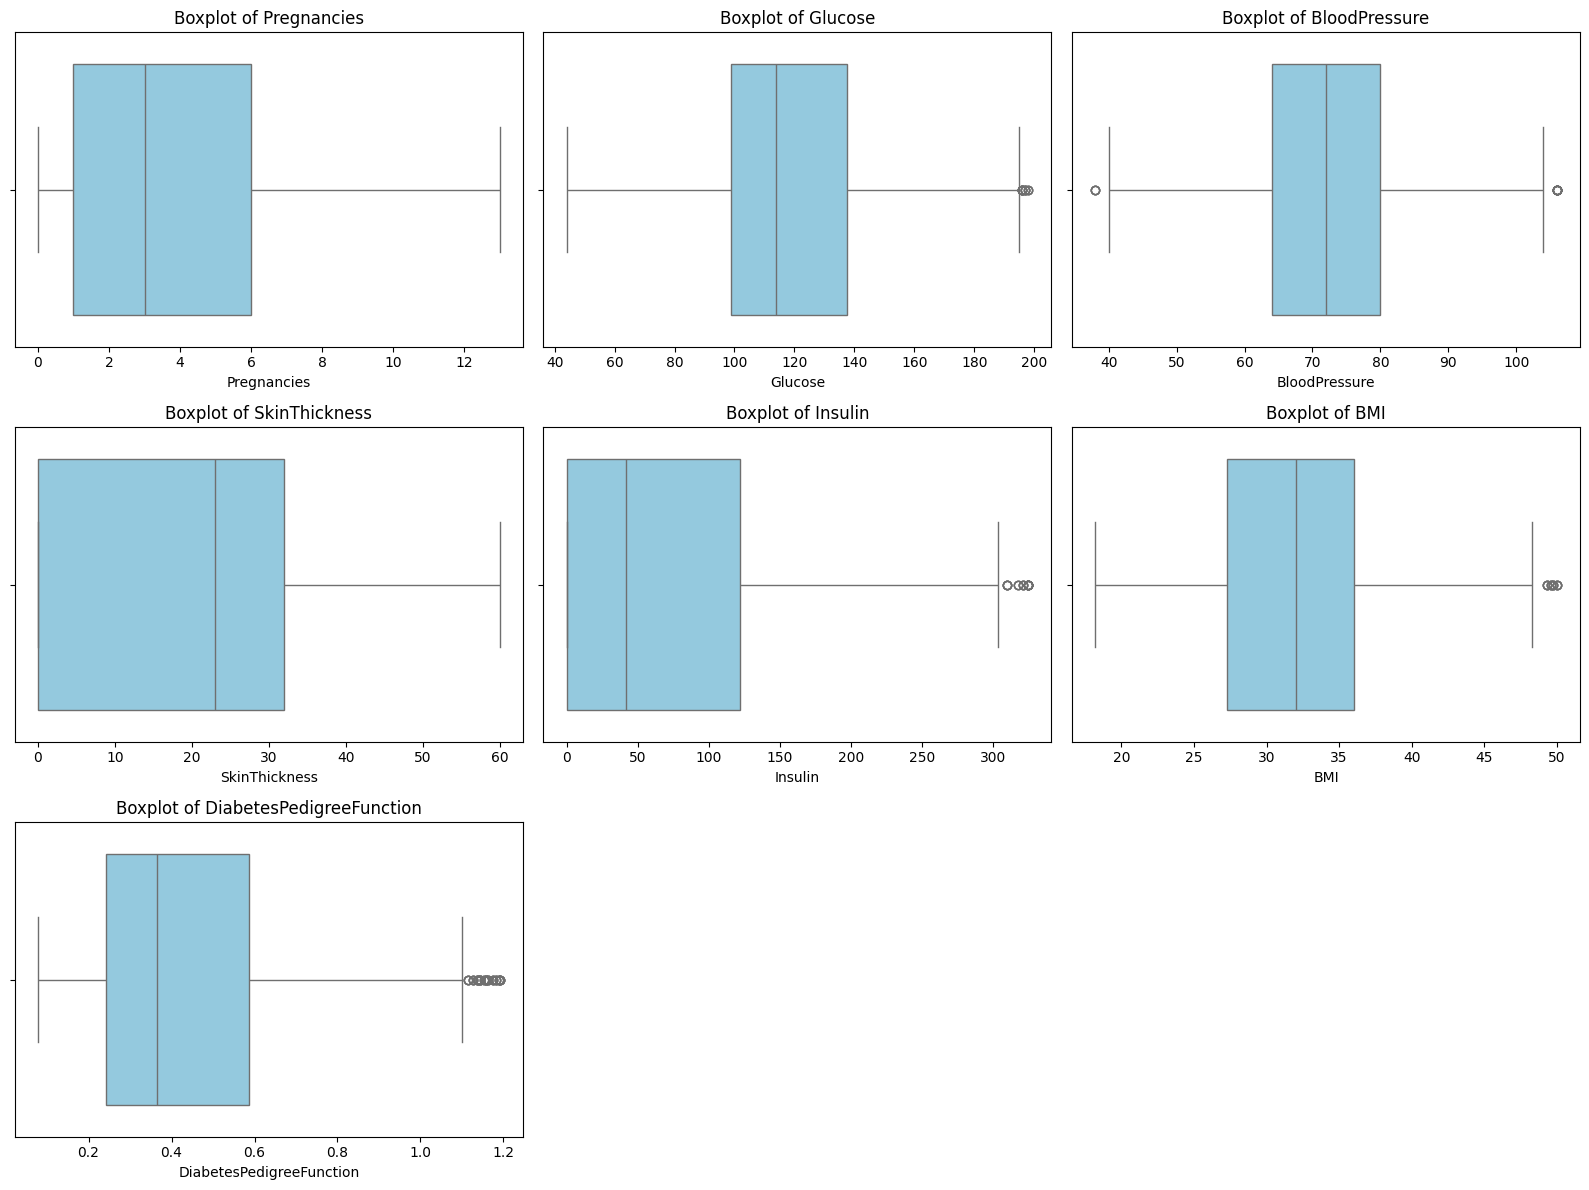 Boxplot of Pregnancies
0 2 4 6 8 10 12
Pregnancies
Boxplot of Glucose
40 60 80 100 120 140 160 180 200
Glucose
Boxplot of BloodPressure
40 50 60 70 80 90 100
BloodPressure
Boxplot of SkinThickness
0 10 20 30 40 50 60
SkinThickness
Boxplot of Insulin
0 50 100 150 200 250 300
Insulin
Boxplot of BMI
20 25 30 35 40 45 50
BMI
Boxplot of DiabetesPedigreeFunction
0.2 0.4 0.6 0.8 1.0 1.2
DiabetesPedigreeFunction